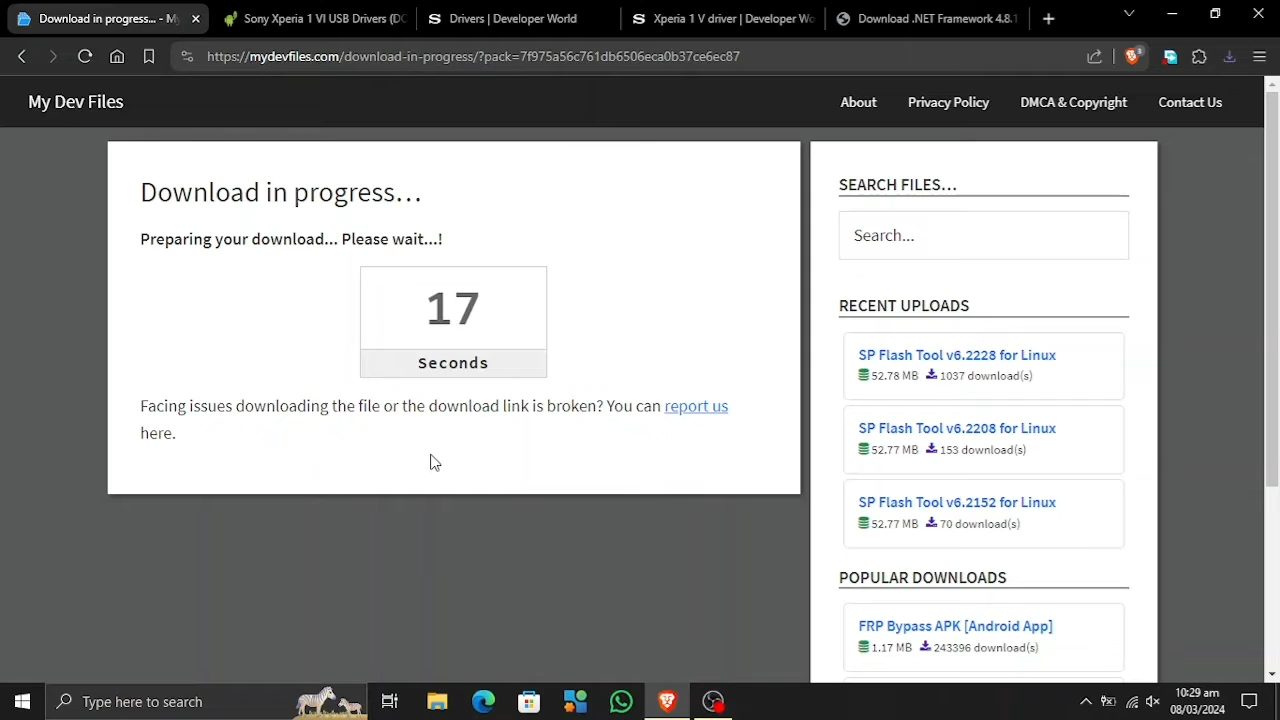 Download in progress... - My
Sony Xperia 1 VI USB Drivers (DO
Drivers | Developer World
Xperia 1 V driver | Developer Wo
Download .NET Framework 4.8.1
https://mydevfiles.com/download-in-progress/?pack=7f975a56c761db6506eca0b37ce6ec87
My Dev Files
About
Privacy Policy
DMCA & Copyright
Contact Us
Download in progress…
Preparing your download... Please wait...!
17
Seconds
Facing issues downloading the file or the download link is broken? You can report us
here.
SEARCH FILES…
Search...
RECENT UPLOADS
SP Flash Tool v6.2228 for Linux
52.78 MB 1037 download(s)
SP Flash Tool v6.2208 for Linux
52.77 MB 153 download(s)
SP Flash Tool v6.2152 for Linux
52.77 MB 70 download(s)
POPULAR DOWNLOADS
FRP Bypass APK [Android App]
1.17 MB 243396 download(s)
Type here to search
10:29 am
08/03/2024